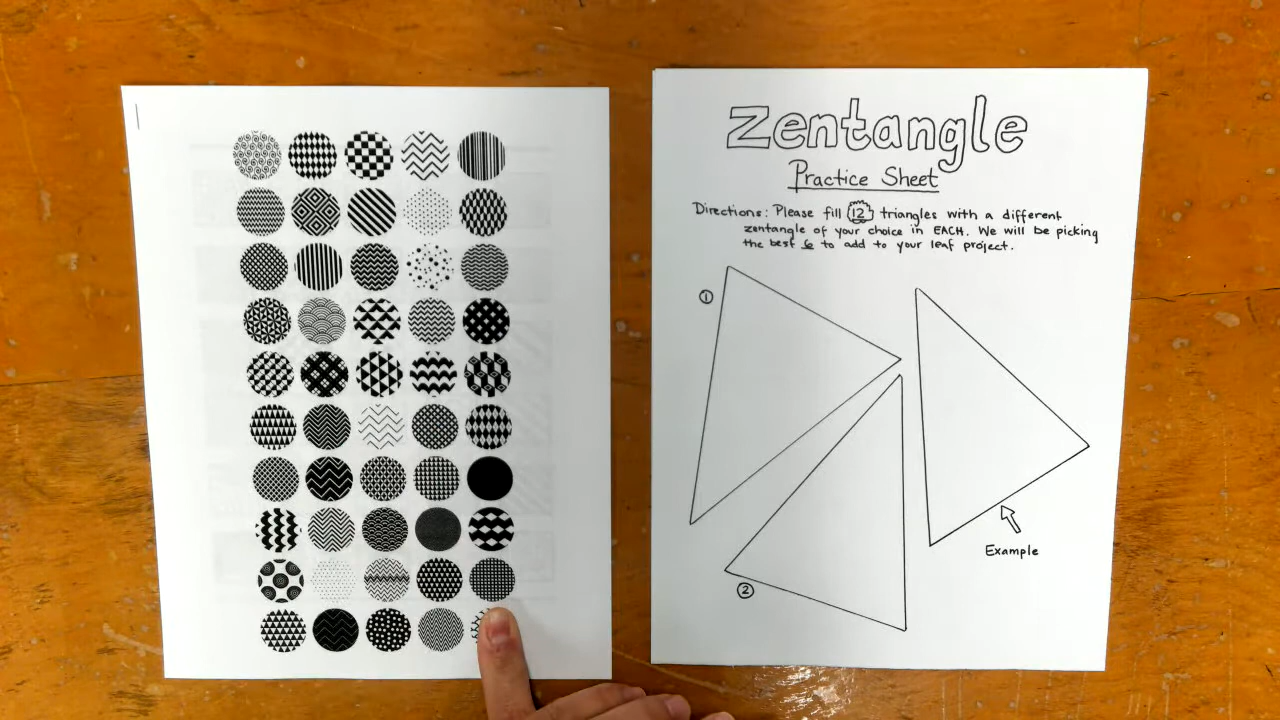 Zentangle
Practice Sheet
Directions: Please fill 12 triangles with a different
zentangle of your choice in EACH. We will be picking
the best 6 to add to your leaf project.
1
Example
2